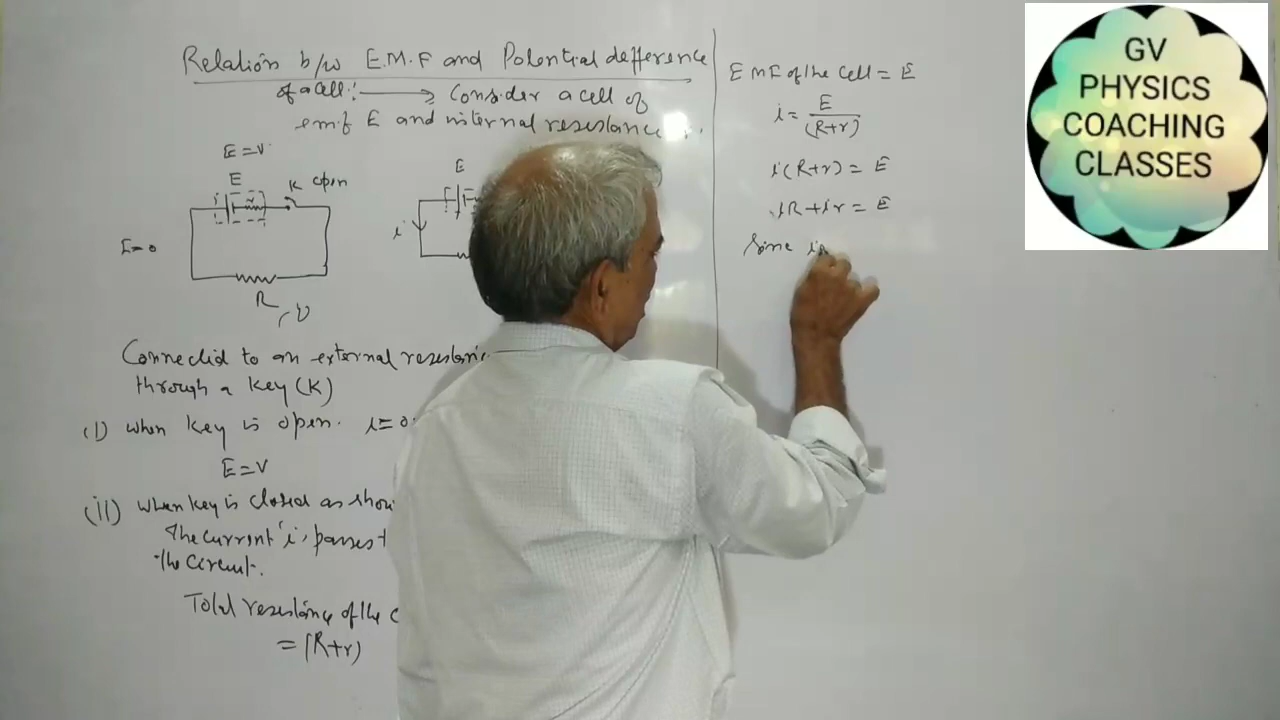 Relation b/w E.M.F and Potential difference
of a cell: → Consider a cell of
emf E and internal resistance r.
E = V
E
K open
E = 0
R, V
E
i
Connected to an external
through a key (K)
(I) when key is open. i = 0
E = V
(II) when key is closed as
The current 'i' passes
the circuit.
Total resistance of the
= (R+r)
E M F of the cell = E
i = E / (R+r)
i(R+r) = E
iR + ir = E
Since
GV
PHYSICS
COACHING
CLASSES